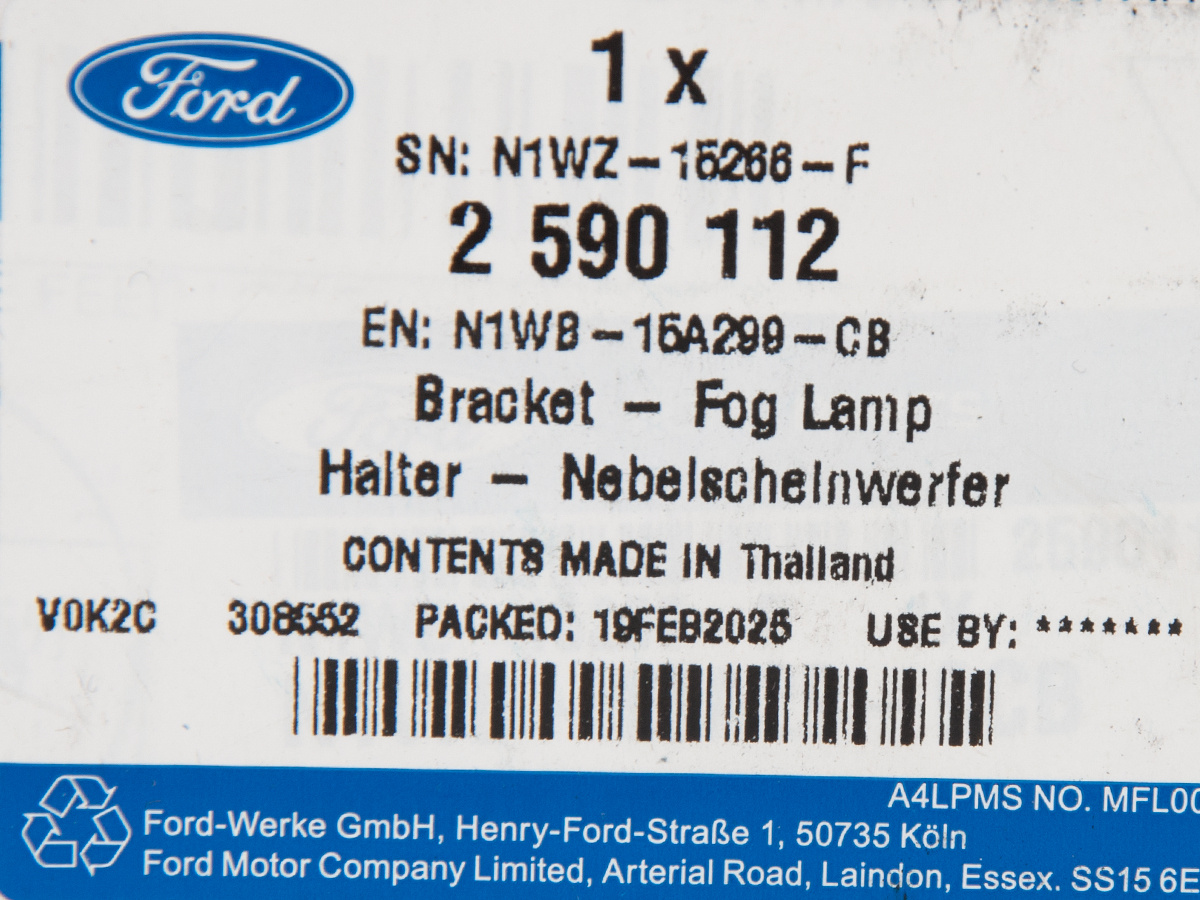 Ford
1 x
SN: N1WZ-15266-F
2 590 112
EN: N1WB-15A299-CB
Bracket - Fog Lamp
Halter - Nebelscheinwerfer
CONTENTS MADE IN Thailand
V0K2C 308552 PACKED: 19FEB2025 USE BY: *******
A4LPMS NO. MFL00
Ford-Werke GmbH, Henry-Ford-Straße 1, 50735 Köln
Ford Motor Company Limited, Arterial Road, Laindon, Essex. SS15 6E